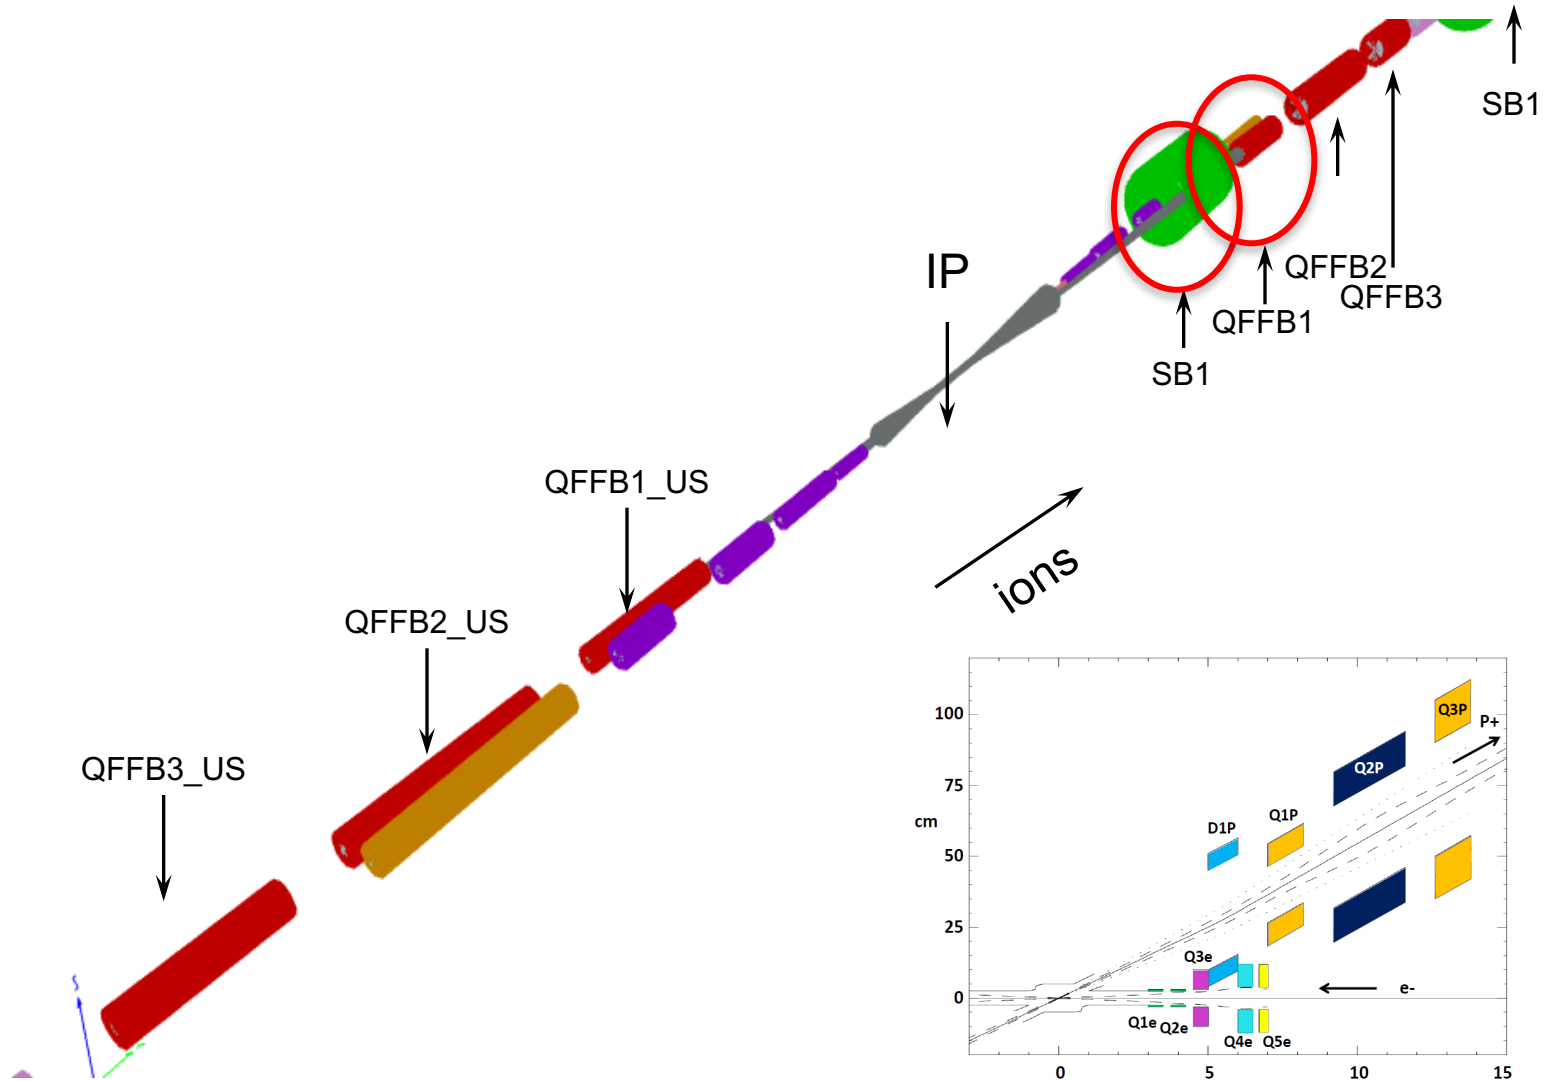 SB1
IP
QFFB2
QFFB3
QFFB1
SB1
QFFB1_US
ions
QFFB2_US
QFFB3_US
100
Q3P
P+
Q2P
75
cm
D1P
Q1P
50
25
Q3e
0
e-
Q1e
Q2e
Q4e
Q5e
0
5
10
15